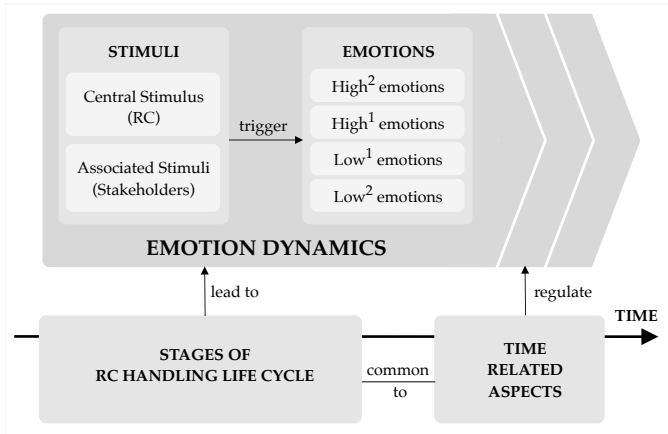 STIMULI
Central Stimulus
(RC)
Associated Stimuli
(Stakeholders)
trigger
EMOTIONS
High² emotions
High¹ emotions
Low¹ emotions
Low² emotions
EMOTION DYNAMICS
lead to
regulate
TIME
STAGES OF
RC HANDLING LIFE CYCLE
common
to
TIME
RELATED
ASPECTS